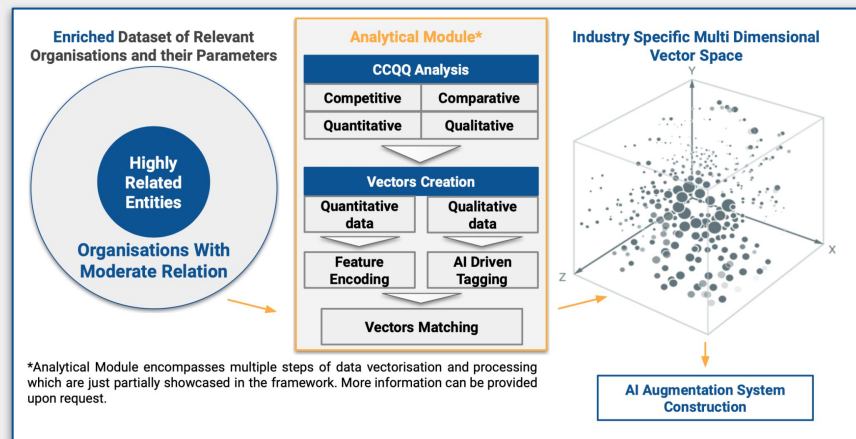 Enriched Dataset of Relevant
Organisations and their Parameters
Highly
Related
Entities
Organisations With
Moderate Relation
Analytical Module*
CCQQ Analysis
Competitive
Comparative
Quantitative
Qualitative
Vectors Creation
Quantitative
data
Qualitative
data
Feature
Encoding
AI Driven
Tagging
Vectors Matching
Industry Specific Multi Dimensional
Vector Space
Y
X
Z
AI Augmentation System
Construction
*Analytical Module encompasses multiple steps of data vectorisation and processing
which are just partially showcased in the framework. More information can be provided
upon request.